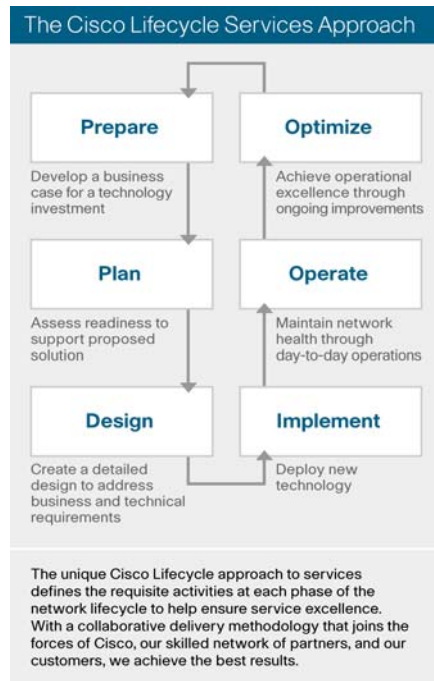 The Cisco Lifecycle Services Approach
Prepare
Develop a business
case for a technology
investment
Optimize
Achieve operational
excellence through
ongoing improvements
Plan
Assess readiness to
support proposed
solution
Operate
Maintain network
health through
day-to-day operations
Design
Create a detailed
design to address
business and technical
requirements
Implement
Deploy new
technology
The unique Cisco Lifecycle approach to services
defines the requisite activities at each phase of the
network lifecycle to help ensure service excellence.
With a collaborative delivery methodology that joins the
forces of Cisco, our skilled network of partners, and our
customers, we achieve the best results.